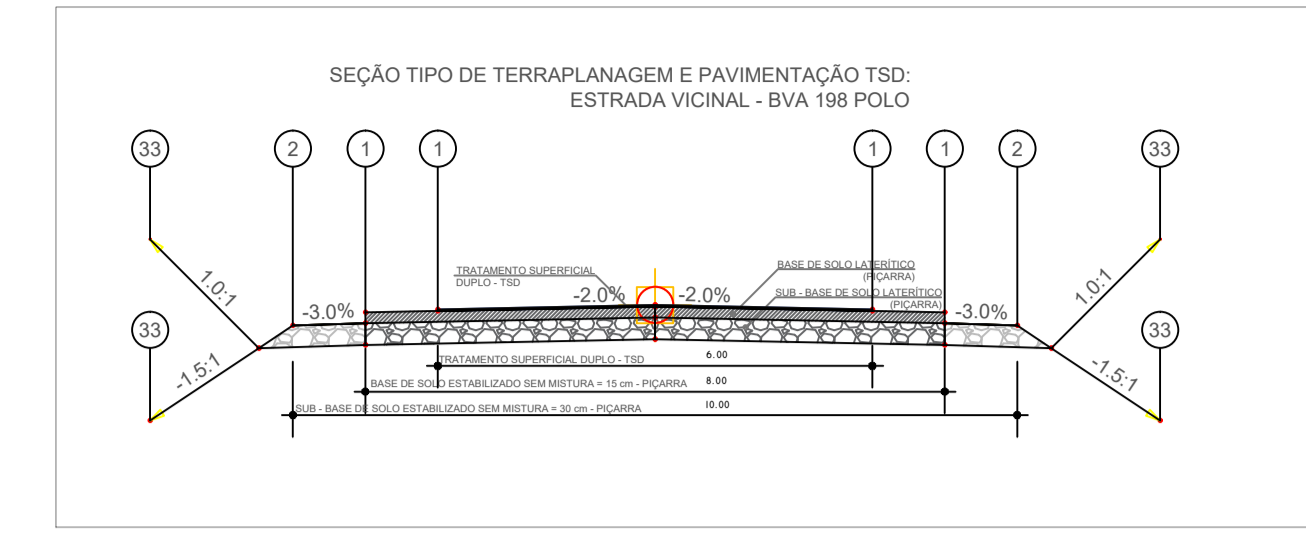 SEÇÃO TIPO DE TERRAPLANAGEM E PAVIMENTAÇÃO TSD:
ESTRADA VICINAL - BVA 198 POLO
33 2 1 1 1 1 2 33
TRATAMENTO SUPERFICIAL
DUPLO - TSD
BASE DE SOLO LATERÍTICO
(PIÇARRA)
SUB - BASE DE SOLO LATERÍTICO
(PIÇARRA)
1.0:1 -3.0% -2.0% -2.0% -3.0% 1.0:1
33 33
-1.5:1 -1.5:1
TRATAMENTO SUPERFICIAL DUPLO - TSD 6.00
BASE DE SOLO ESTABILIZADO SEM MISTURA = 15 cm - PIÇARRA 8.00
SUB - BASE DE SOLO ESTABILIZADO SEM MISTURA = 30 cm - PIÇARRA 10.00